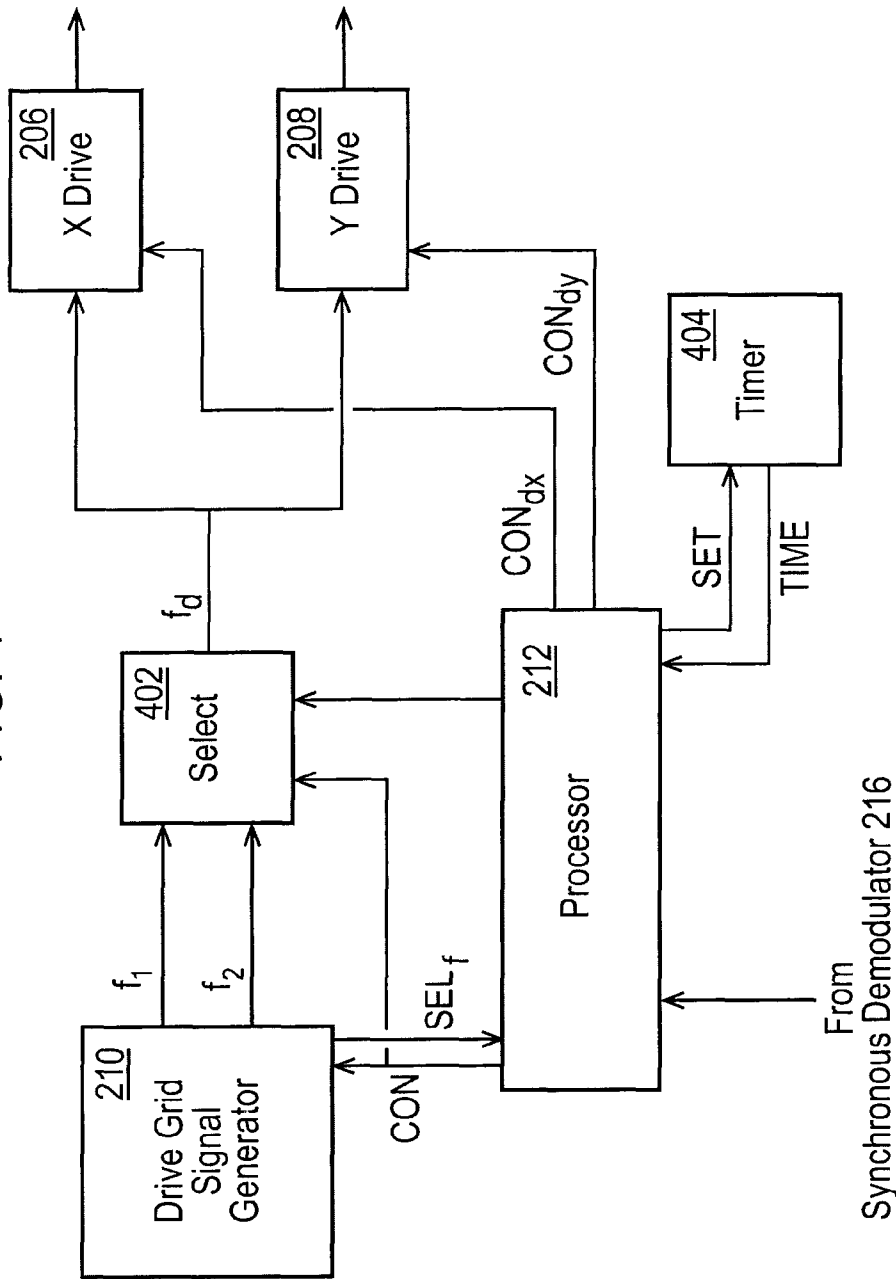 210
Drive Grid
Signal
Generator
f1
f2
402
Select
fd
206
X Drive
208
Y Drive
CON
SELf
212
Processor
CONdx
CONdy
SET
TIME
404
Timer
From
Synchronous Demodulator 216